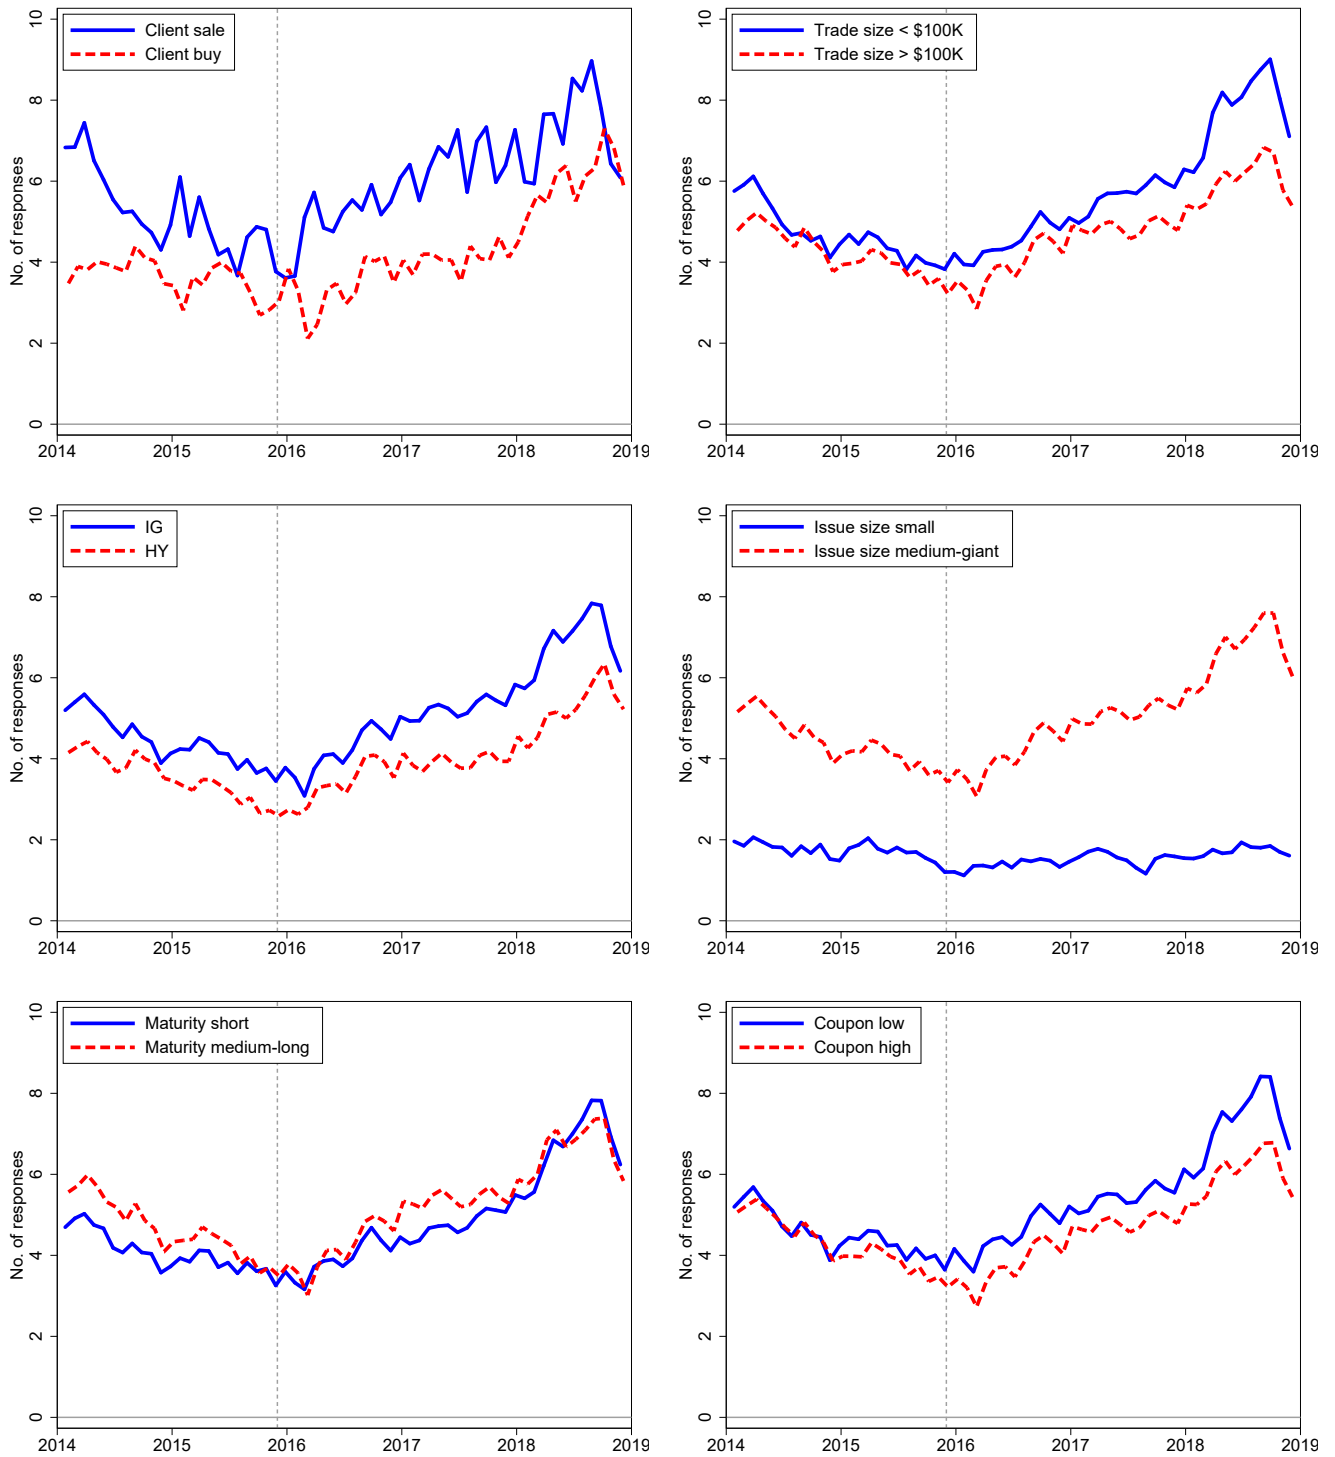 Client sale
Client buy
No. of responses
0 2 4 6 8 10
2014 2015 2016 2017 2018 2019
Trade size < $100K
Trade size > $100K
No. of responses
0 2 4 6 8 10
2014 2015 2016 2017 2018 2019
IG
HY
No. of responses
0 2 4 6 8 10
2014 2015 2016 2017 2018 2019
Issue size small
Issue size medium-giant
No. of responses
0 2 4 6 8 10
2014 2015 2016 2017 2018 2019
Maturity short
Maturity medium-long
No. of responses
0 2 4 6 8 10
2014 2015 2016 2017 2018 2019
Coupon low
Coupon high
No. of responses
0 2 4 6 8 10
2014 2015 2016 2017 2018 2019